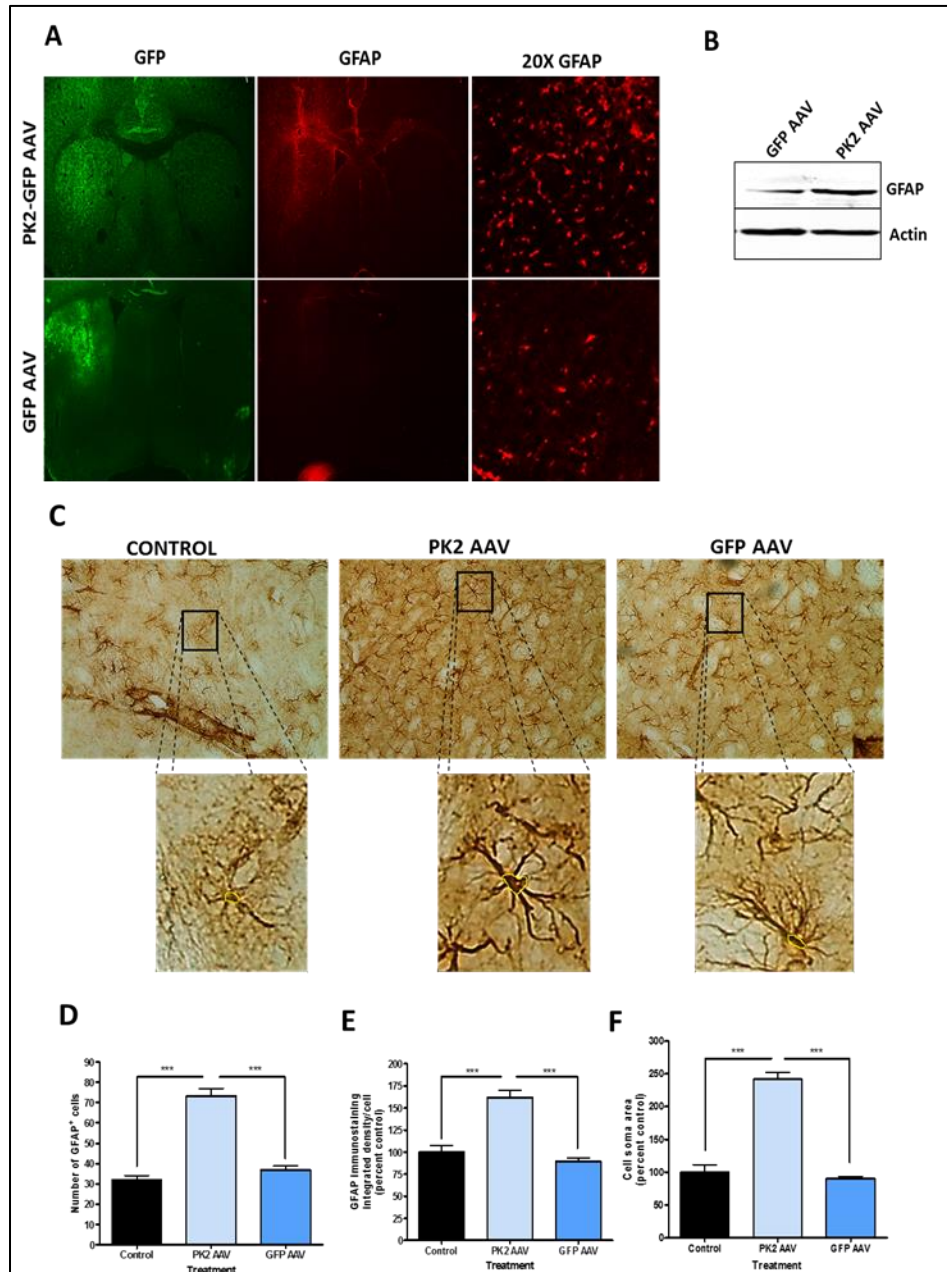 A
GFP
GFAP
20X GFAP
PK2-GFP AAV
GFP AAV
B
GFP AAV
PK2 AAV
GFAP
Actin
C
CONTROL
PK2 AAV
GFP AAV
D
Number of GFAP⁺ cells
90
80
70
60
50
40
30
20
10
0
***
***
Control
PK2 AAV
GFP AAV
Treatment
E
GFAP Immunostaining
Integrated density/cell
(percent control)
200
175
150
125
100
75
50
25
0
***
***
Control
PK2 AAV
GFP AAV
Treatment
F
Cell soma area
(percent control)
300
250
200
150
100
50
0
***
***
Control
PK2 AAV
GFP AAV
Treatment